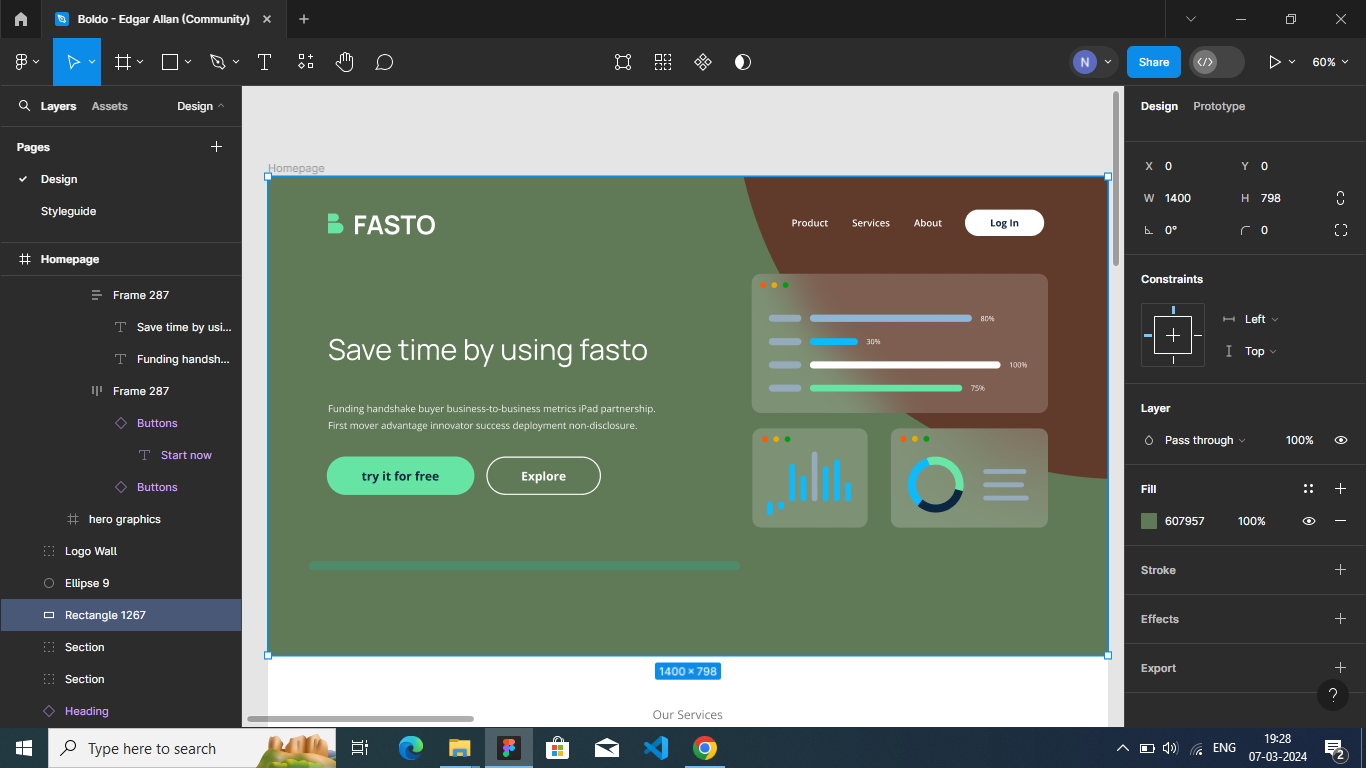 Boldo - Edgar Allan (Community)
N
Share
60%
Layers
Assets
Design
Design
Prototype
Pages
Design
Styleguide
Homepage
Frame 287
Save time by usi...
Funding handsh...
Frame 287
Buttons
Start now
Buttons
hero graphics
Logo Wall
Ellipse 9
Rectangle 1267
Section
Section
Heading
Homepage
FASTO
Product
Services
About
Log In
80%
30%
100%
75%
Save time by using fasto
Funding handshake buyer business-to-business metrics iPad partnership.
First mover advantage innovator success deployment non-disclosure.
try it for free
Explore
1400 × 798
Our Services
X 0
Y 0
W 1400
H 798
0°
0
Constraints
Left
Top
Layer
Pass through
100%
Fill
607957
100%
Stroke
Effects
Export
?
Type here to search
ENG
19:28
07-03-2024
2